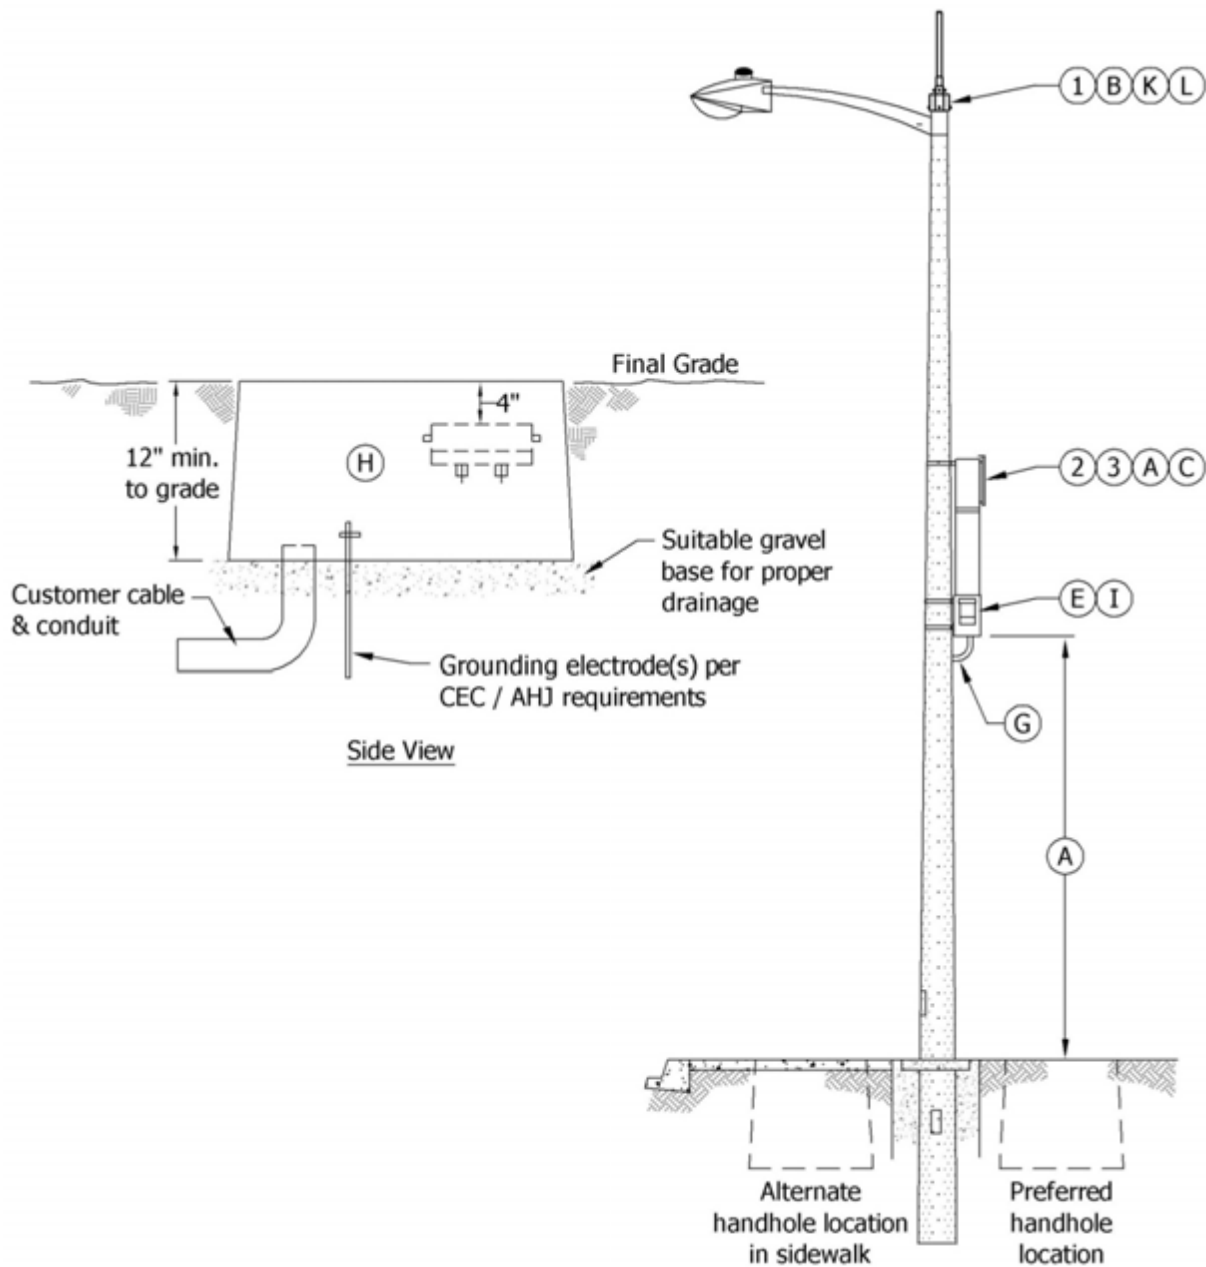 1 B K L
Final Grade
4"
12" min.
to grade
H
2 3 A C
Suitable gravel
base for proper
drainage
Customer cable
& conduit
E I
Grounding electrode(s) per
CEC / AHJ requirements
G
Side View
A
Alternate
handhole location
in sidewalk
Preferred
handhole
location